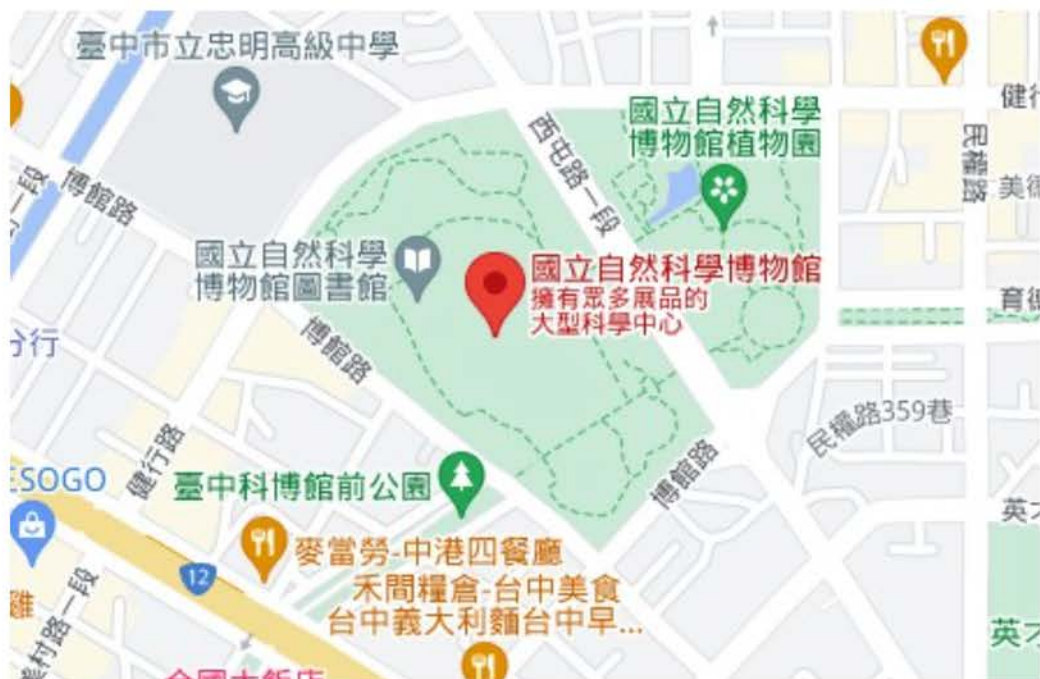 臺中市立忠明高級中學
國立自然科學
博物館植物園
健行
民權路
西屯路一段
博館路
美德
國立自然科學
博物館圖書館
國立自然科學博物館
擁有眾多展品的
大型科學中心
育德
博館路
分行
民權路359巷
健行路
博館路
SOGO
臺中科博館前公園
英才
12
麥當勞-中港四餐廳
禾間糧倉-台中美食
台中義大利麵台中早...
村路一段
雞
英才